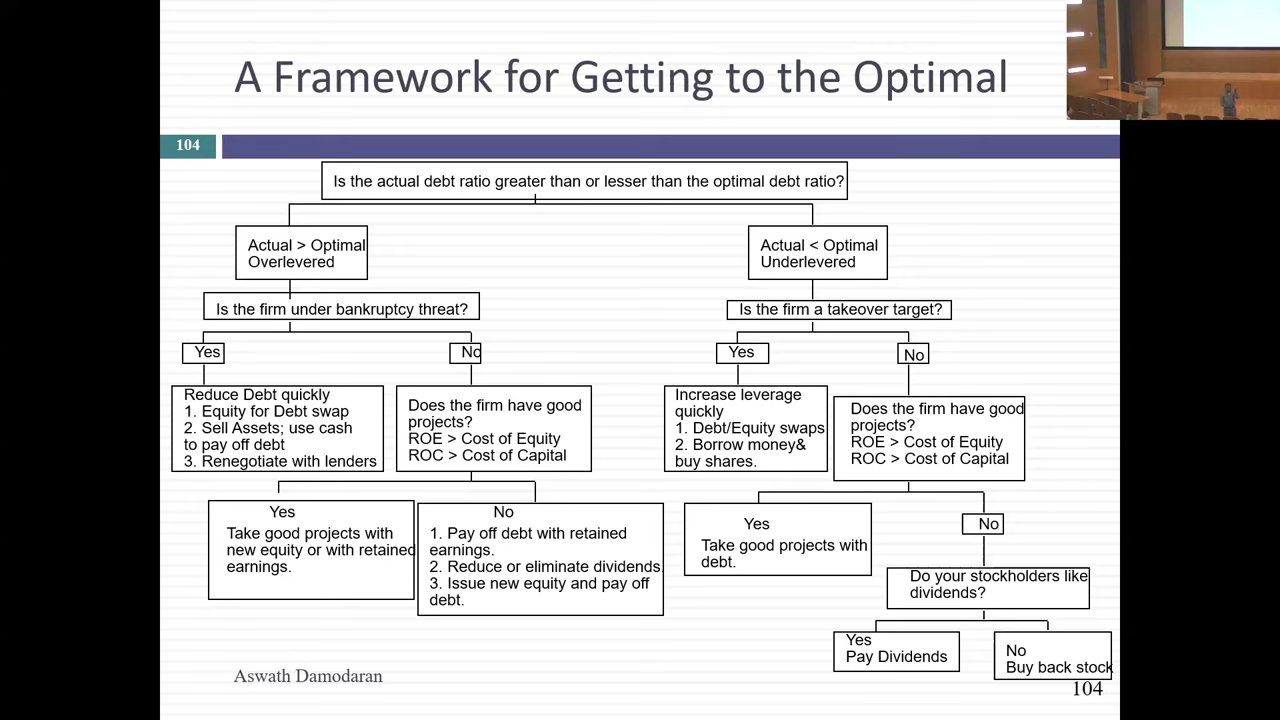 A Framework for Getting to the Optimal
104
Is the actual debt ratio greater than or lesser than the optimal debt ratio?
Actual > Optimal
Overlevered
Actual < Optimal
Underlevered
Is the firm under bankruptcy threat?
Is the firm a takeover target?
Yes
No
Yes
No
Reduce Debt quickly
1. Equity for Debt swap
2. Sell Assets; use cash
to pay off debt
3. Renegotiate with lenders
Does the firm have good
projects?
ROE > Cost of Equity
ROC > Cost of Capital
Increase leverage
quickly
1. Debt/Equity swaps
2. Borrow money&
buy shares.
Does the firm have good
projects?
ROE > Cost of Equity
ROC > Cost of Capital
Yes
Take good projects with
new equity or with retained
earnings.
No
1. Pay off debt with retained
earnings.
2. Reduce or eliminate dividends.
3. Issue new equity and pay off
debt.
Yes
Take good projects with
debt.
No
Do your stockholders like
dividends?
Yes
Pay Dividends
No
Buy back stock
Aswath Damodaran
104